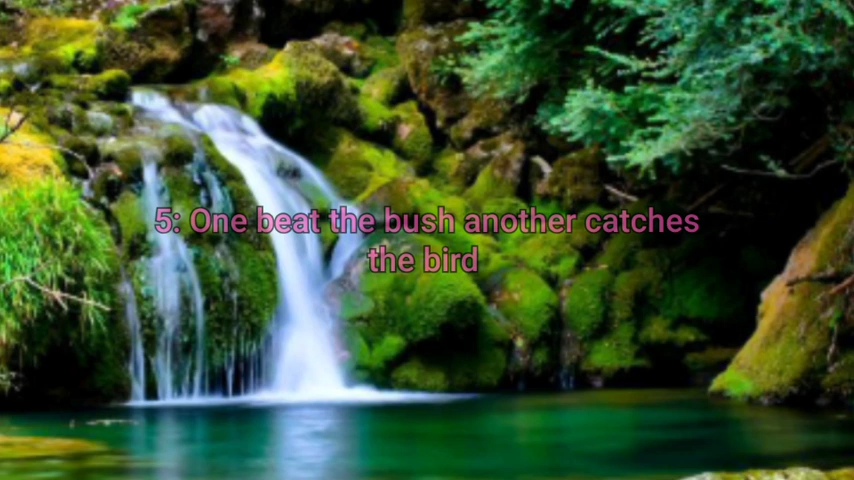 5: One beat the bush another catches
the bird